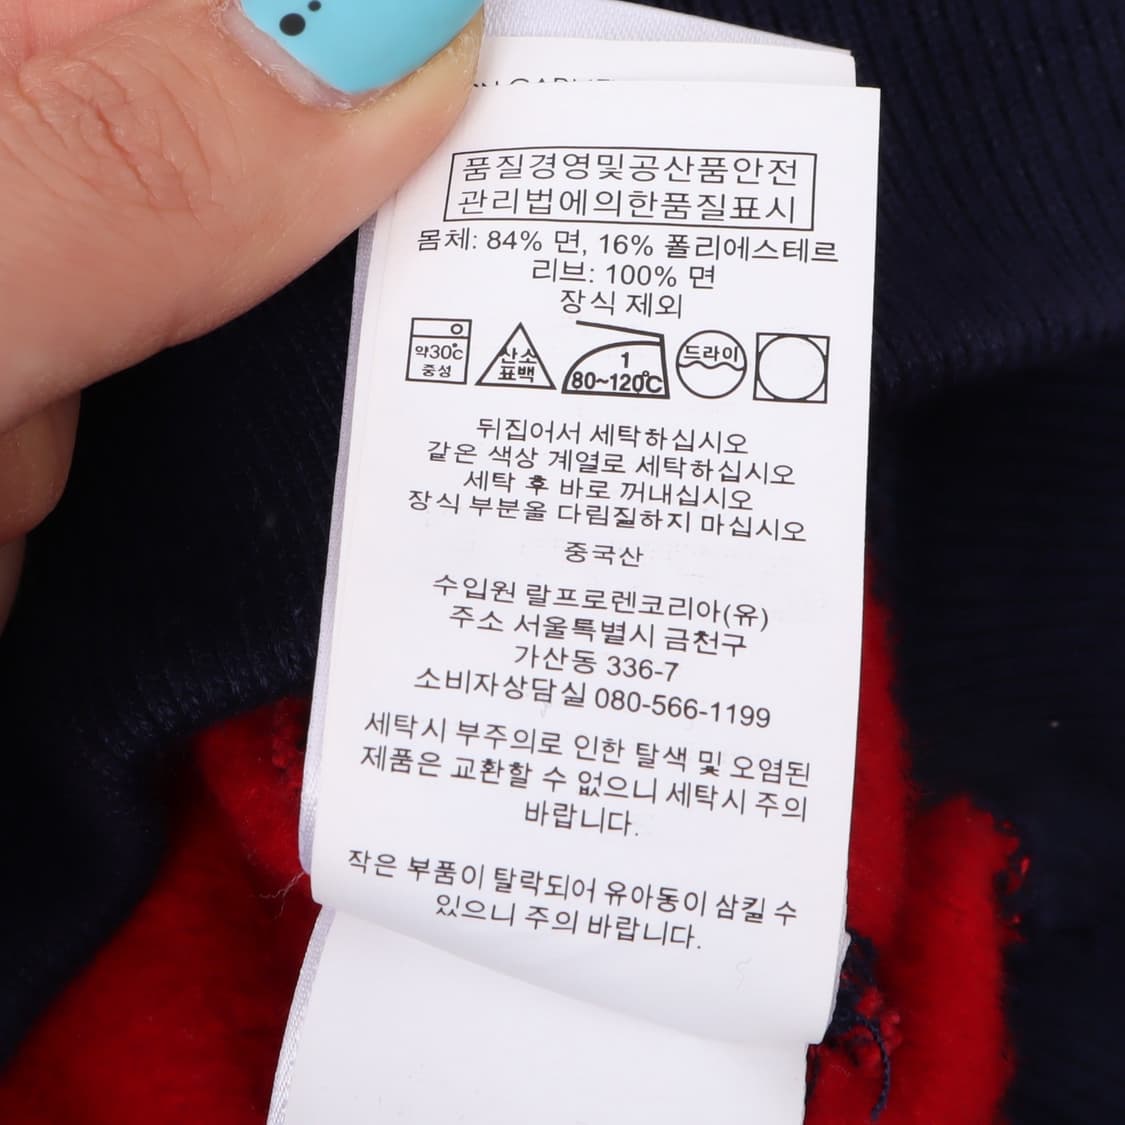 품질경영및공산품안전
관리법에의한품질표시
몸체: 84% 면, 16% 폴리에스테르
리브: 100% 면
장식 제외
약30℃
중성
산소
표백
1
80~120℃
드라이
뒤집어서 세탁하십시오
같은 색상 계열로 세탁하십시오
세탁 후 바로 꺼내십시오
장식 부분을 다림질하지 마십시오
중국산
수입원 랄프로렌코리아(유)
주소 서울특별시 금천구
가산동 336-7
소비자상담실 080-566-1199
세탁시 부주의로 인한 탈색 및 오염된
제품은 교환할 수 없으니 세탁시 주의
바랍니다.
작은 부품이 탈락되어 유아동이 삼킬 수
있으니 주의 바랍니다.